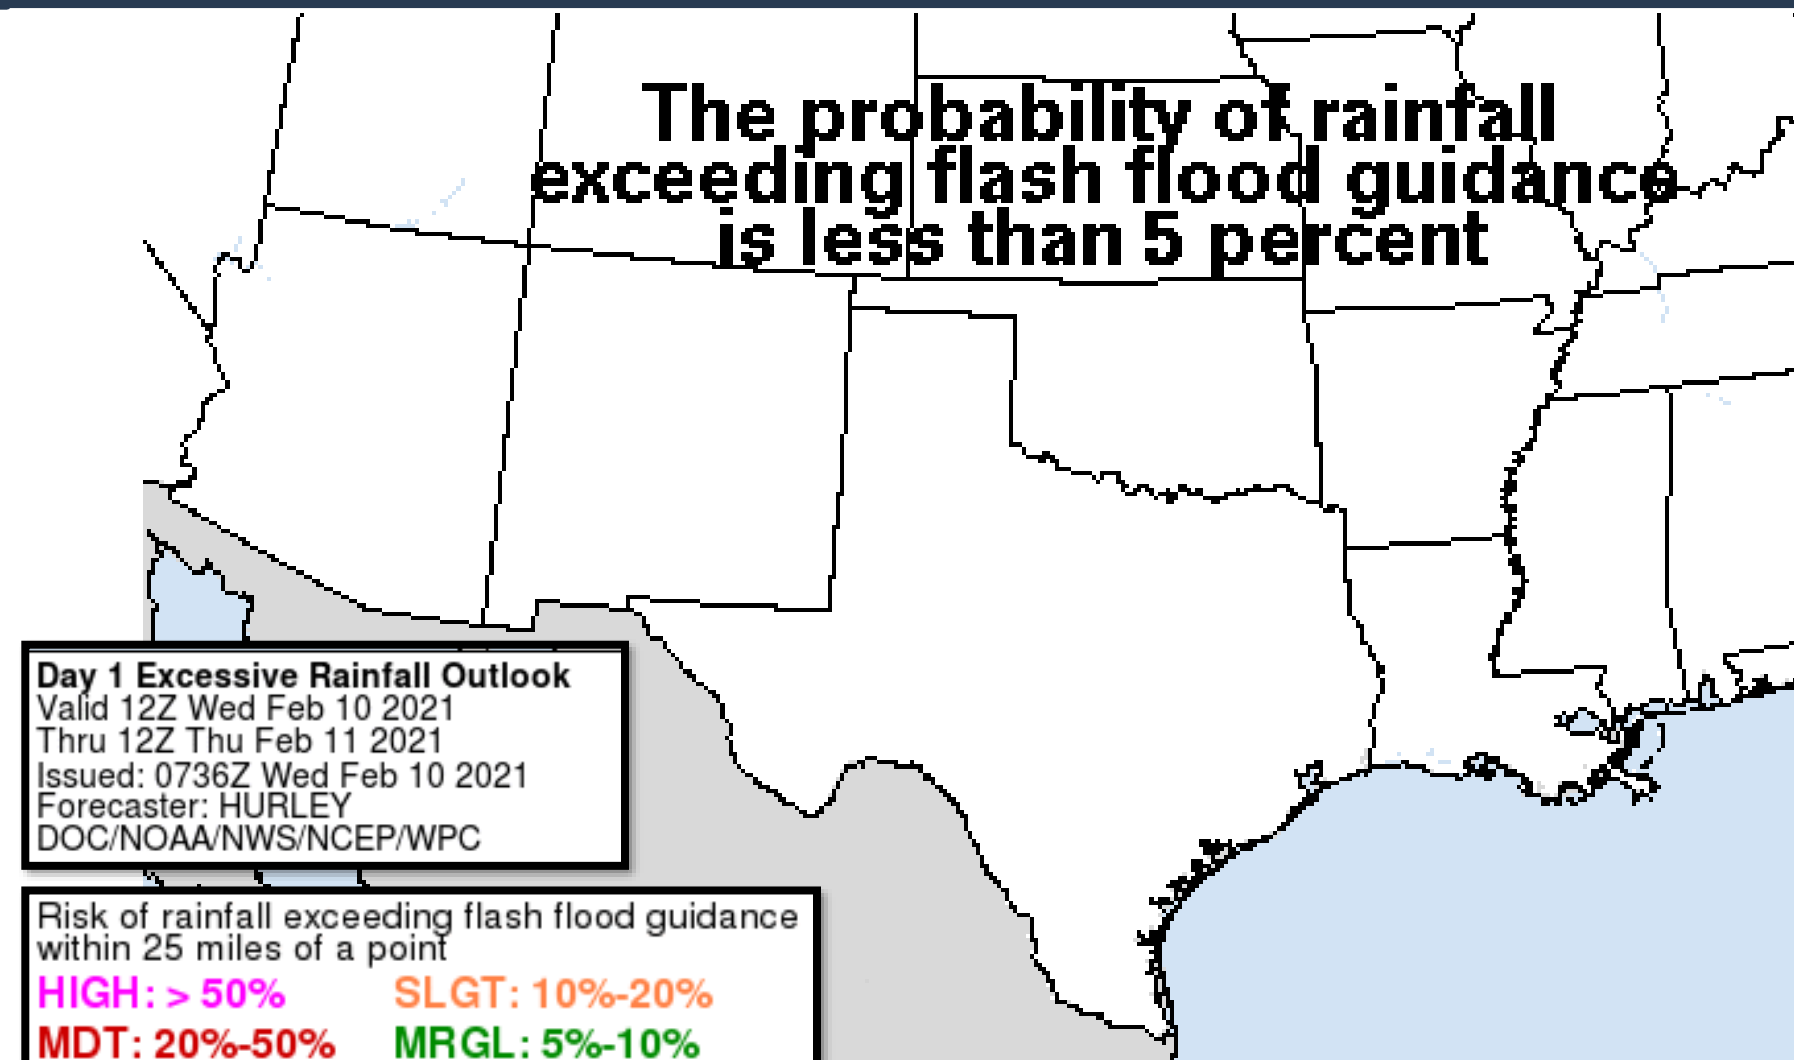 The probability of rainfall
exceeding flash flood guidance
is less than 5 percent
Day 1 Excessive Rainfall Outlook
Valid 12Z Wed Feb 10 2021
Thru 12Z Thu Feb 11 2021
Issued: 0736Z Wed Feb 10 2021
Forecaster: HURLEY
DOC/NOAA/NWS/NCEP/WPC
Risk of rainfall exceeding flash flood guidance
within 25 miles of a point
HIGH: > 50% SLGT: 10%-20%
MDT: 20%-50% MRGL: 5%-10%